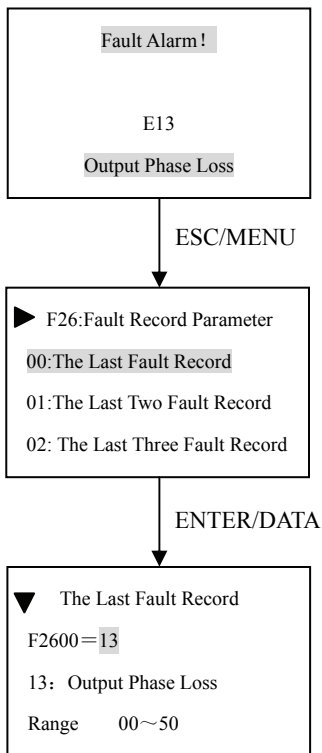 Fault Alarm！
E13
Output Phase Loss
ESC/MENU
F26:Fault Record Parameter
00:The Last Fault Record
01:The Last Two Fault Record
02: The Last Three Fault Record
ENTER/DATA
The Last Fault Record
F2600＝13
13：Output Phase Loss
Range 00～50